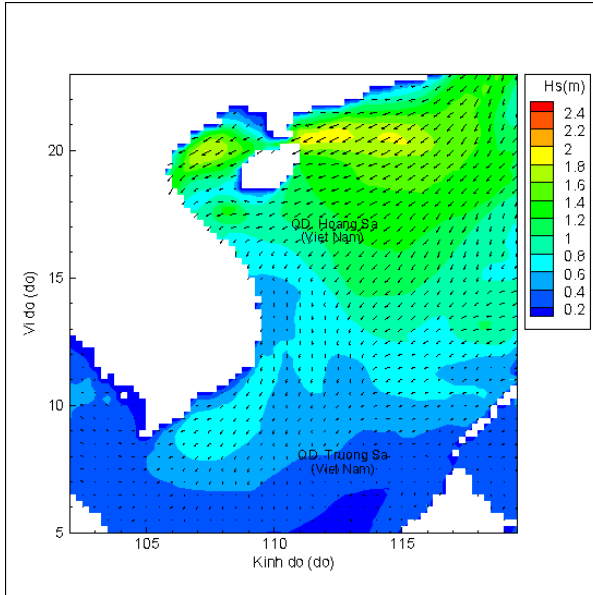 Hs(m)
2.4
2.2
2
1.8
1.6
1.4
1.2
1
0.8
0.6
0.4
0.2
20
15
10
5
Vi do (do)
QD. Hoang Sa
(Viet Nam)
QD. Truong Sa
(Viet Nam)
105
110
115
Kinh do (do)